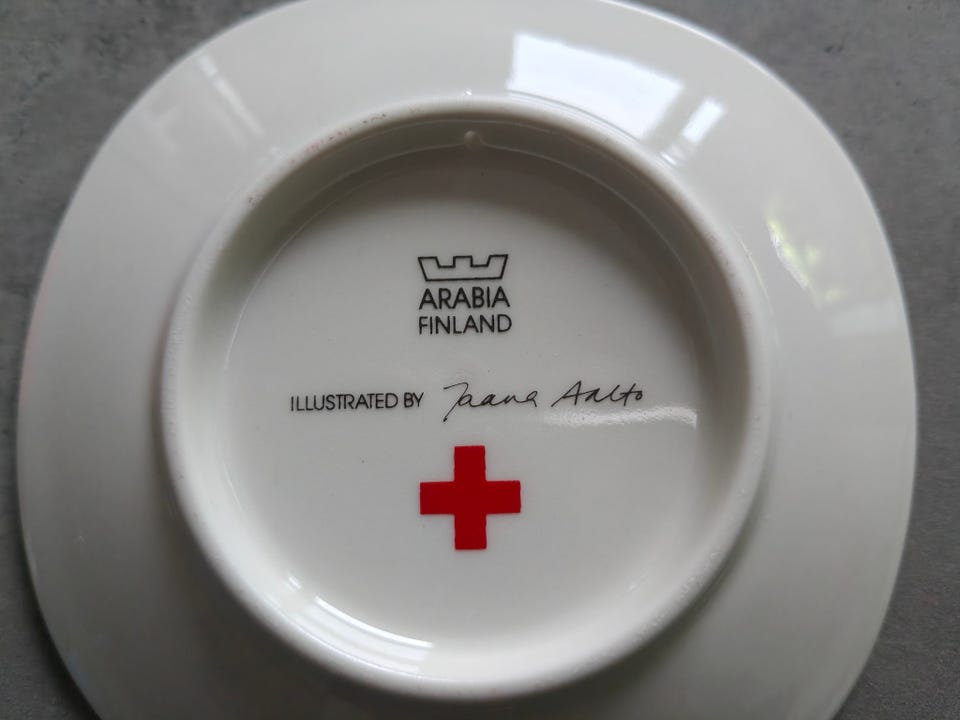 ARABIA
FINLAND
ILLUSTRATED BY Jaana Aalto